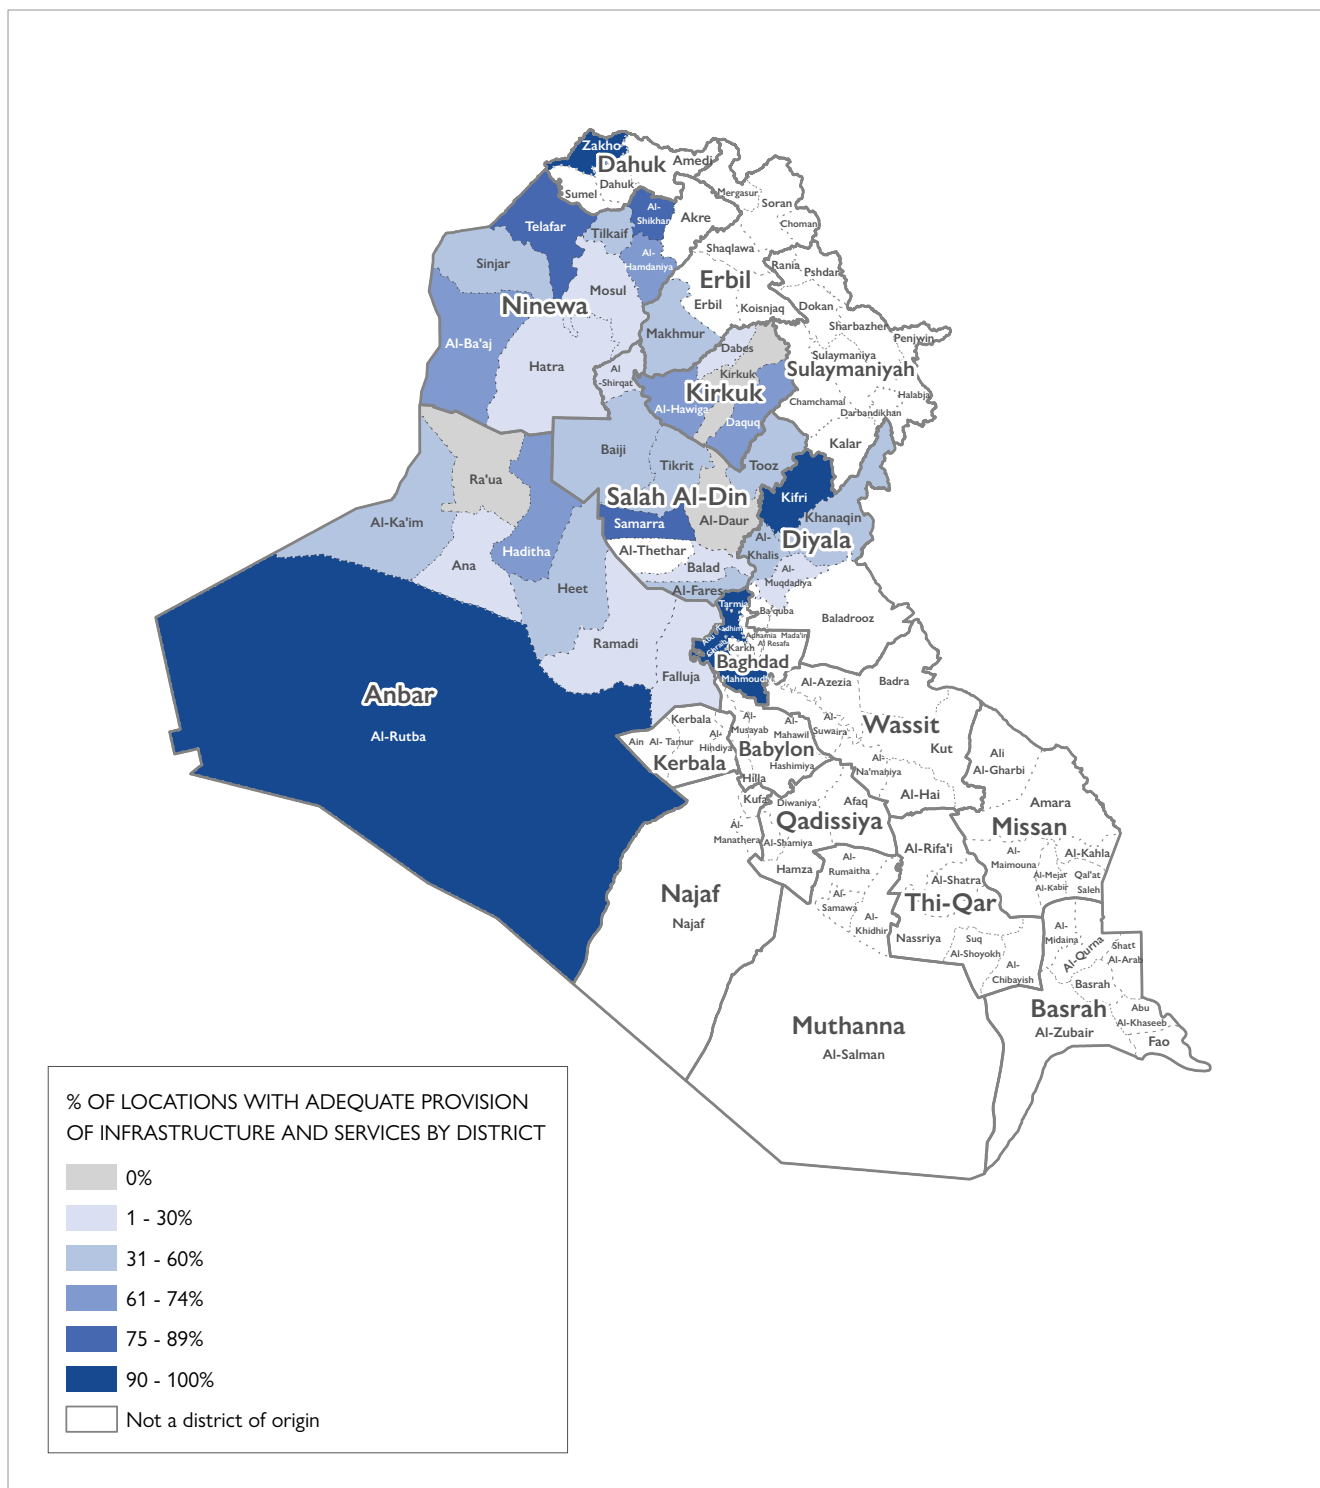 Zakho
Dahuk
Amedi
Dahuk
Sumel
Mergasur
Soran
Al-
Shikhan
Akre
Choman
Telafar
Tilkaif
Shaqlawa
Al-
Hamdaniya
Sinjar
Rania
Pshdar
Erbil
Mosul
Ninewa
Erbil
Koisnjaq
Dokan
Makhmur
Sharbazher
Penjwin
Al-Ba'aj
Dabes
Sulaymaniya
Hatra
Al
-Shirqat
Kirkuk
Sulaymaniyah
Kirkuk
Al-Hawiga
Chamchamal
Halabja
Darbandikhan
Daquq
Kalar
Baiji
Tikrit
Tooz
Ra'ua
Salah Al-Din
Kifri
Al-Ka'im
Samarra
Al-Daur
Khanaqin
Diyala
Haditha
Al-Thethar
Al-
Khalis
Ana
Balad
Al-
Muqdadiya
Heet
Al-Fares
Tarmia
Ba'quba
Baladrooz
Kadhimia
Adhamia
Mada'in
Ramadi
Abu
Ghraib
Karkh
Al Resafa
Baghdad
Falluja
Mahmoudiya
Al-Azezia
Badra
Anbar
Al-Rutba
Kerbala
Al-
Musayab
Al-
Mahawil
Al-
Suwaira
Wassit
Ain Al- Tamur
Al-
Hindiya
Babylon
Kut
Kerbala
Hashimiya
Ali
Al-Gharbi
Hilla
Al-
Na'maniya
Al-Hai
Kufa
Diwaniya
Afaq
Amara
Qadissiya
Missan
Al-
Manathera
Al-Shamiya
Al-Rifa'i
Al-
Maimouna
Al-Kahla
Hamza
Al-
Rumaitha
Al-Shatra
Al-Mejar
Al-Kabir
Qal'at
Saleh
Najaf
Najaf
Al-
Samawa
Thi-Qar
Al-
Khidhir
Nassriya
Suq
Al-Shoyokh
Al-
Midaina
Al-Qurna
Shatt
Al-Arab
Al-
Chibayish
Basrah
Basrah
Al-Zubair
Abu
Al-Khaseeb
Fao
Muthanna
Al-Salman
% OF LOCATIONS WITH ADEQUATE PROVISION
OF INFRASTRUCTURE AND SERVICES BY DISTRICT
0%
1 - 30%
31 - 60%
61 - 74%
75 - 89%
90 - 100%
Not a district of origin